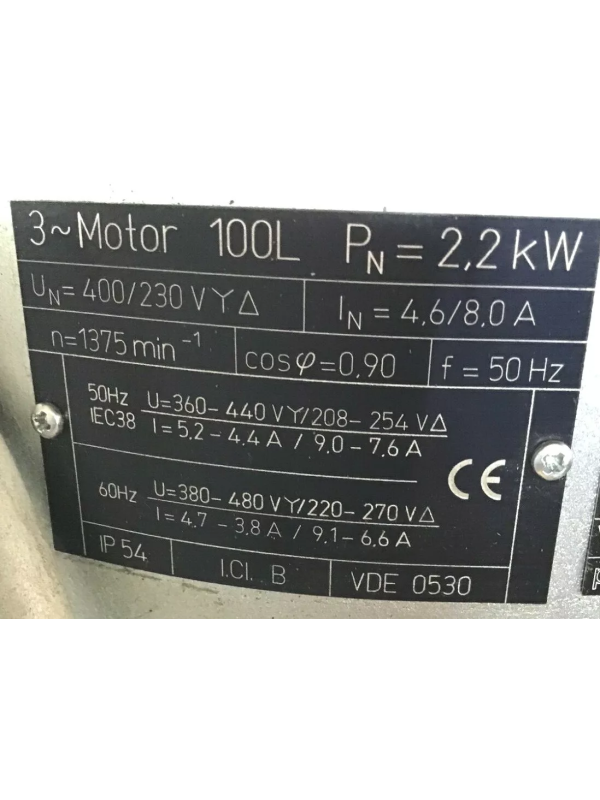 3~Motor 100L P_N = 2,2 kW
U_N = 400/230 V Y Δ I_N = 4,6/8,0 A
n=1375 min⁻¹ cosφ=0,90 f = 50 Hz
50Hz IEC38 U=360-440 V Y/208-254 V Δ
I=5,2-4,4 A / 9,0-7,6 A
CE
60Hz U=380-480 V Y/220-270 V Δ
I=4,7-3,8 A / 9,1-6,6 A
IP 54 I.Cl. B VDE 0530